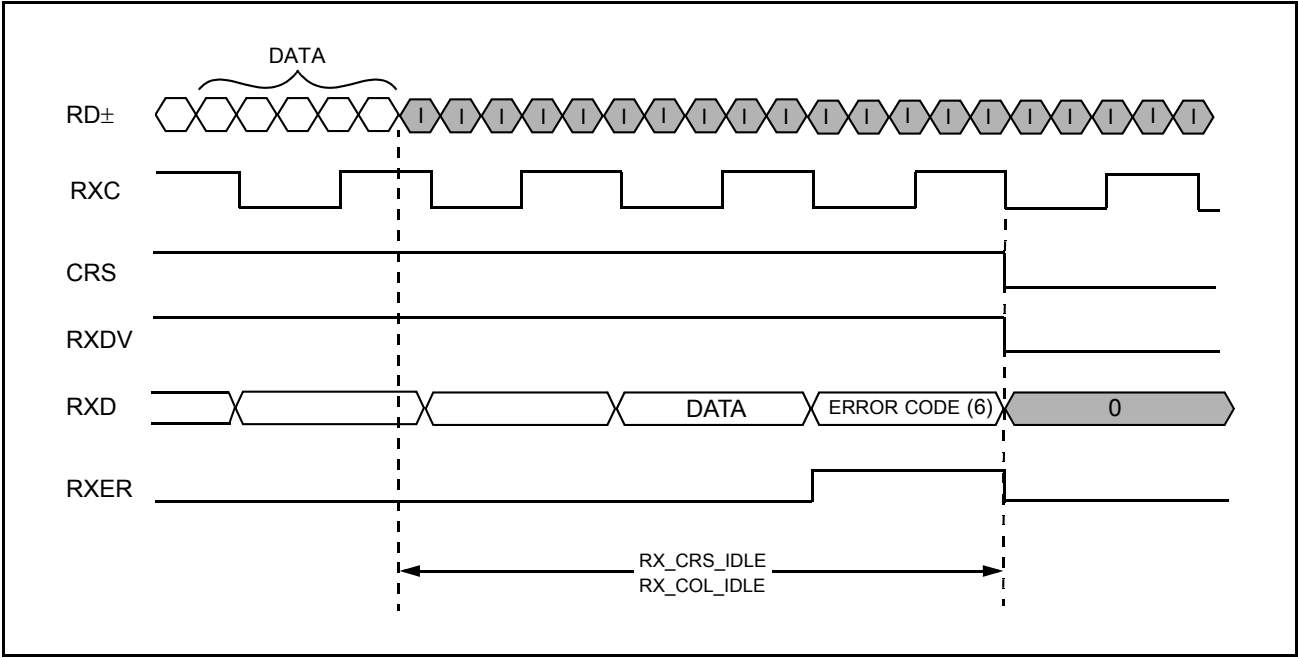 DATA
RD± I I I I I I I I I I I I I I I I I I I I
RXC
CRS
RXDV
RXD DATA ERROR CODE (6) 0
RXER
RX_CRS_IDLE
RX_COL_IDLE